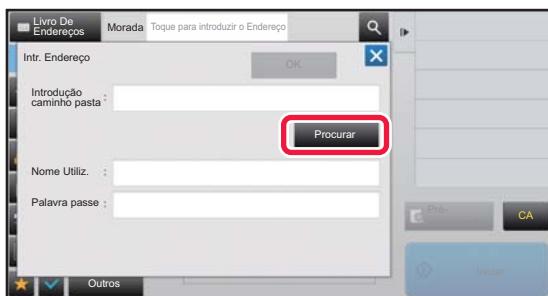 Livro De
Endereços
Morada
Toque para introduzir o Endereço
Intr. Endereço
OK
Introdução
caminho pasta :
Procurar
Nome Utiliz. :
Palavra passe :
Pré-
CA
Iniciar
Outros